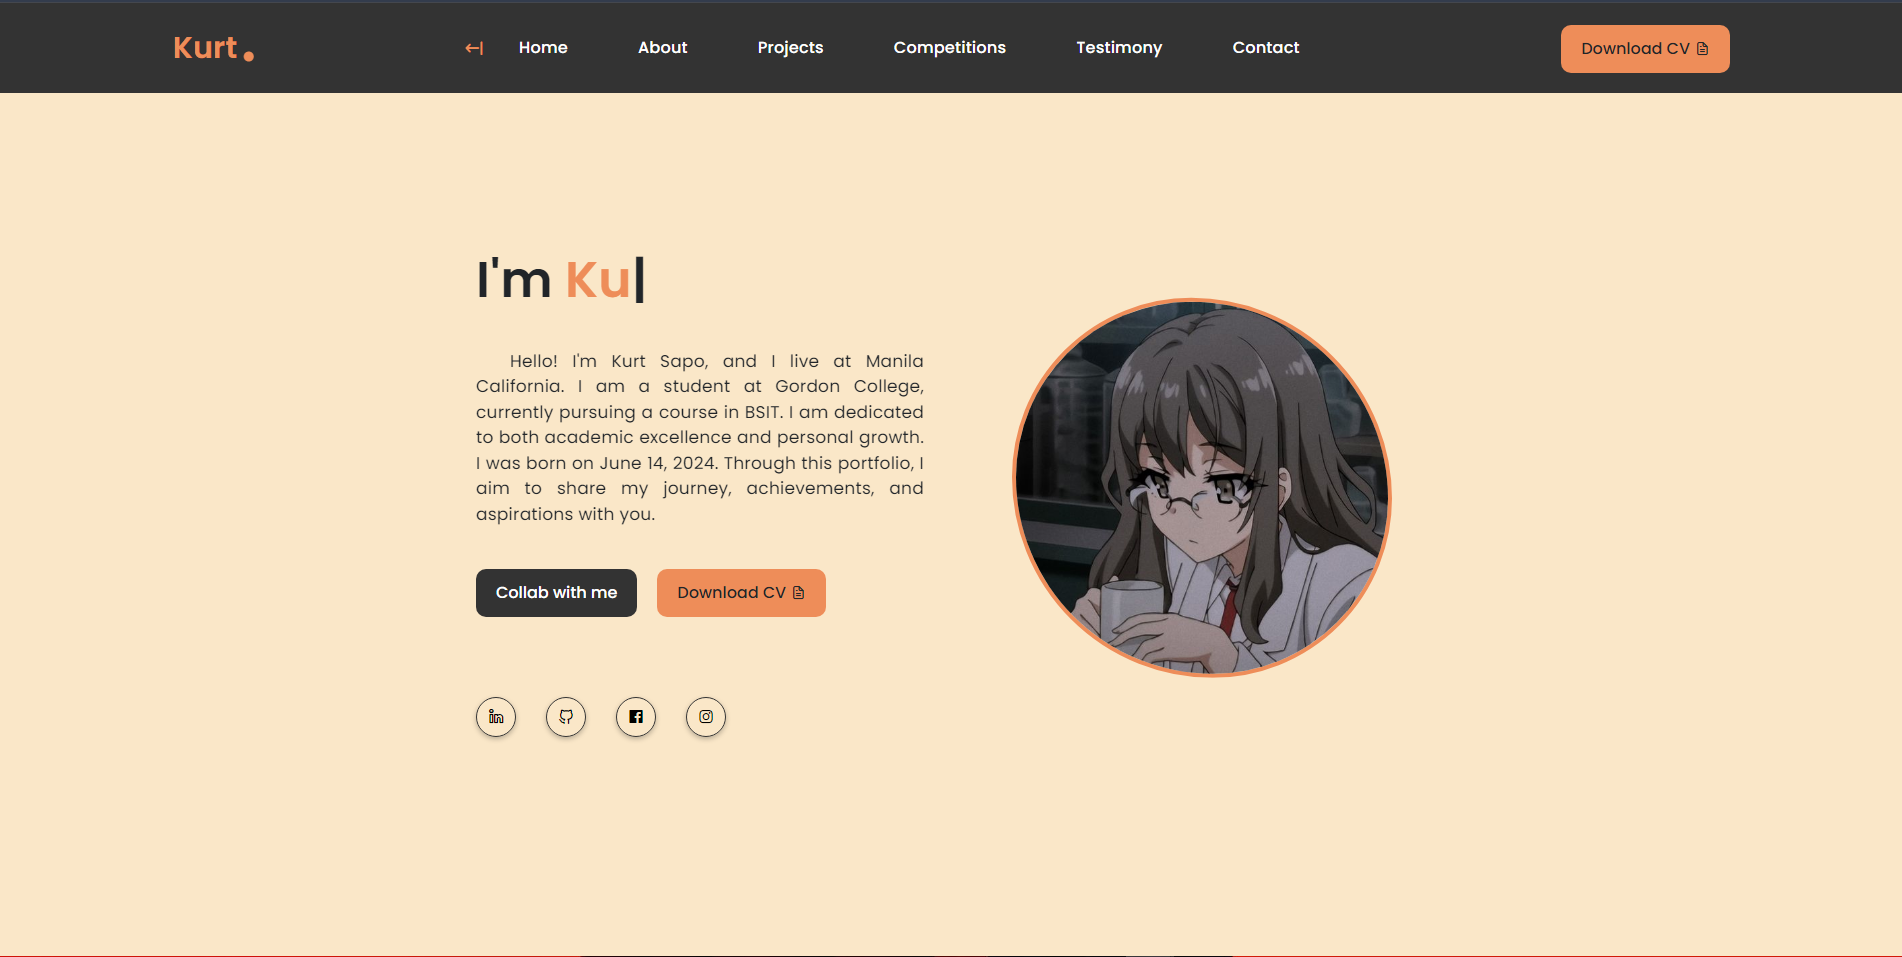 Kurt.
Home About Projects Competitions Testimony Contact
Download CV
I'm Ku|
Hello! I'm Kurt Sapo, and I live at Manila
California. I am a student at Gordon College,
currently pursuing a course in BSIT. I am dedicated
to both academic excellence and personal growth.
I was born on June 14, 2024. Through this portfolio, I
aim to share my journey, achievements, and
aspirations with you.
Collab with me
Download CV